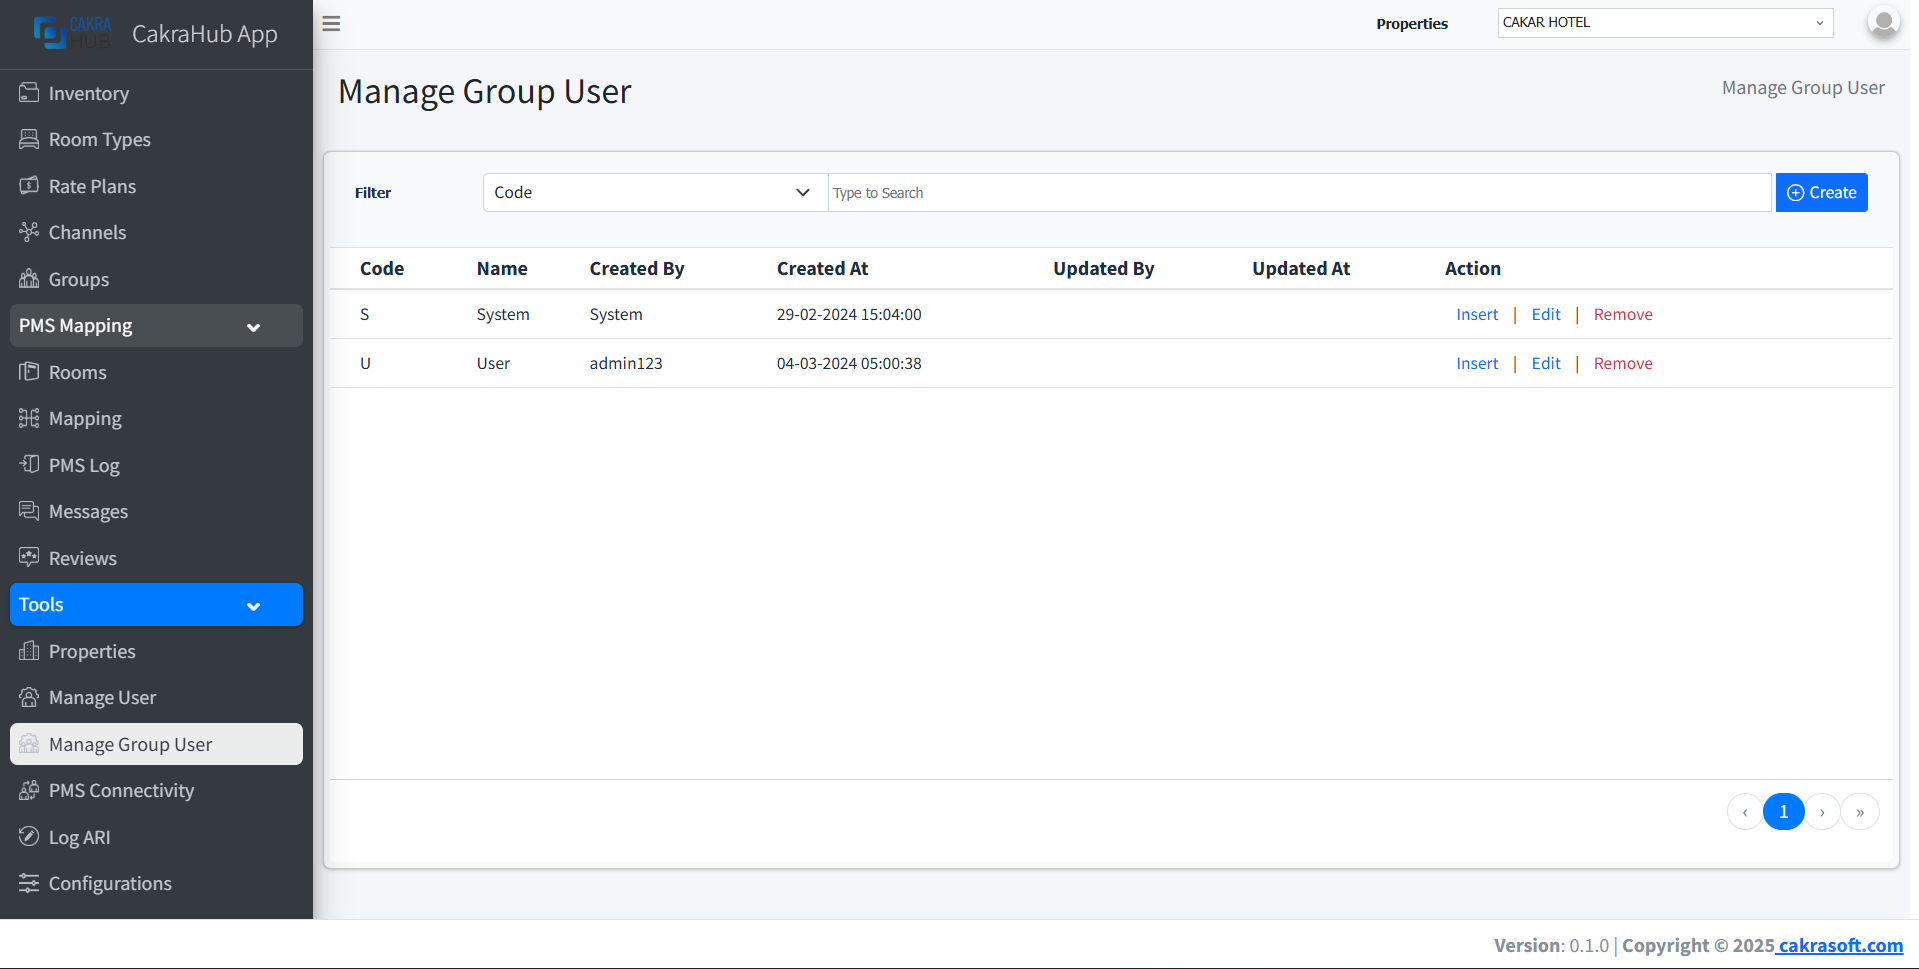 CAKRA
HUB
CakraHub App
Properties
CAKAR HOTEL
Inventory
Room Types
Rate Plans
Channels
Groups
PMS Mapping
Rooms
Mapping
PMS Log
Messages
Reviews
Tools
Properties
Manage User
Manage Group User
PMS Connectivity
Log ARI
Configurations
Manage Group User
Manage Group User
Filter
Code
Type to Search
Create
Code Name Created By Created At Updated By Updated At Action
S System System 29-02-2024 15:04:00 Insert | Edit | Remove
U User admin123 04-03-2024 05:00:38 Insert | Edit | Remove
‹ 1 › »
Version: 0.1.0 | Copyright © 2025 cakrasoft.com